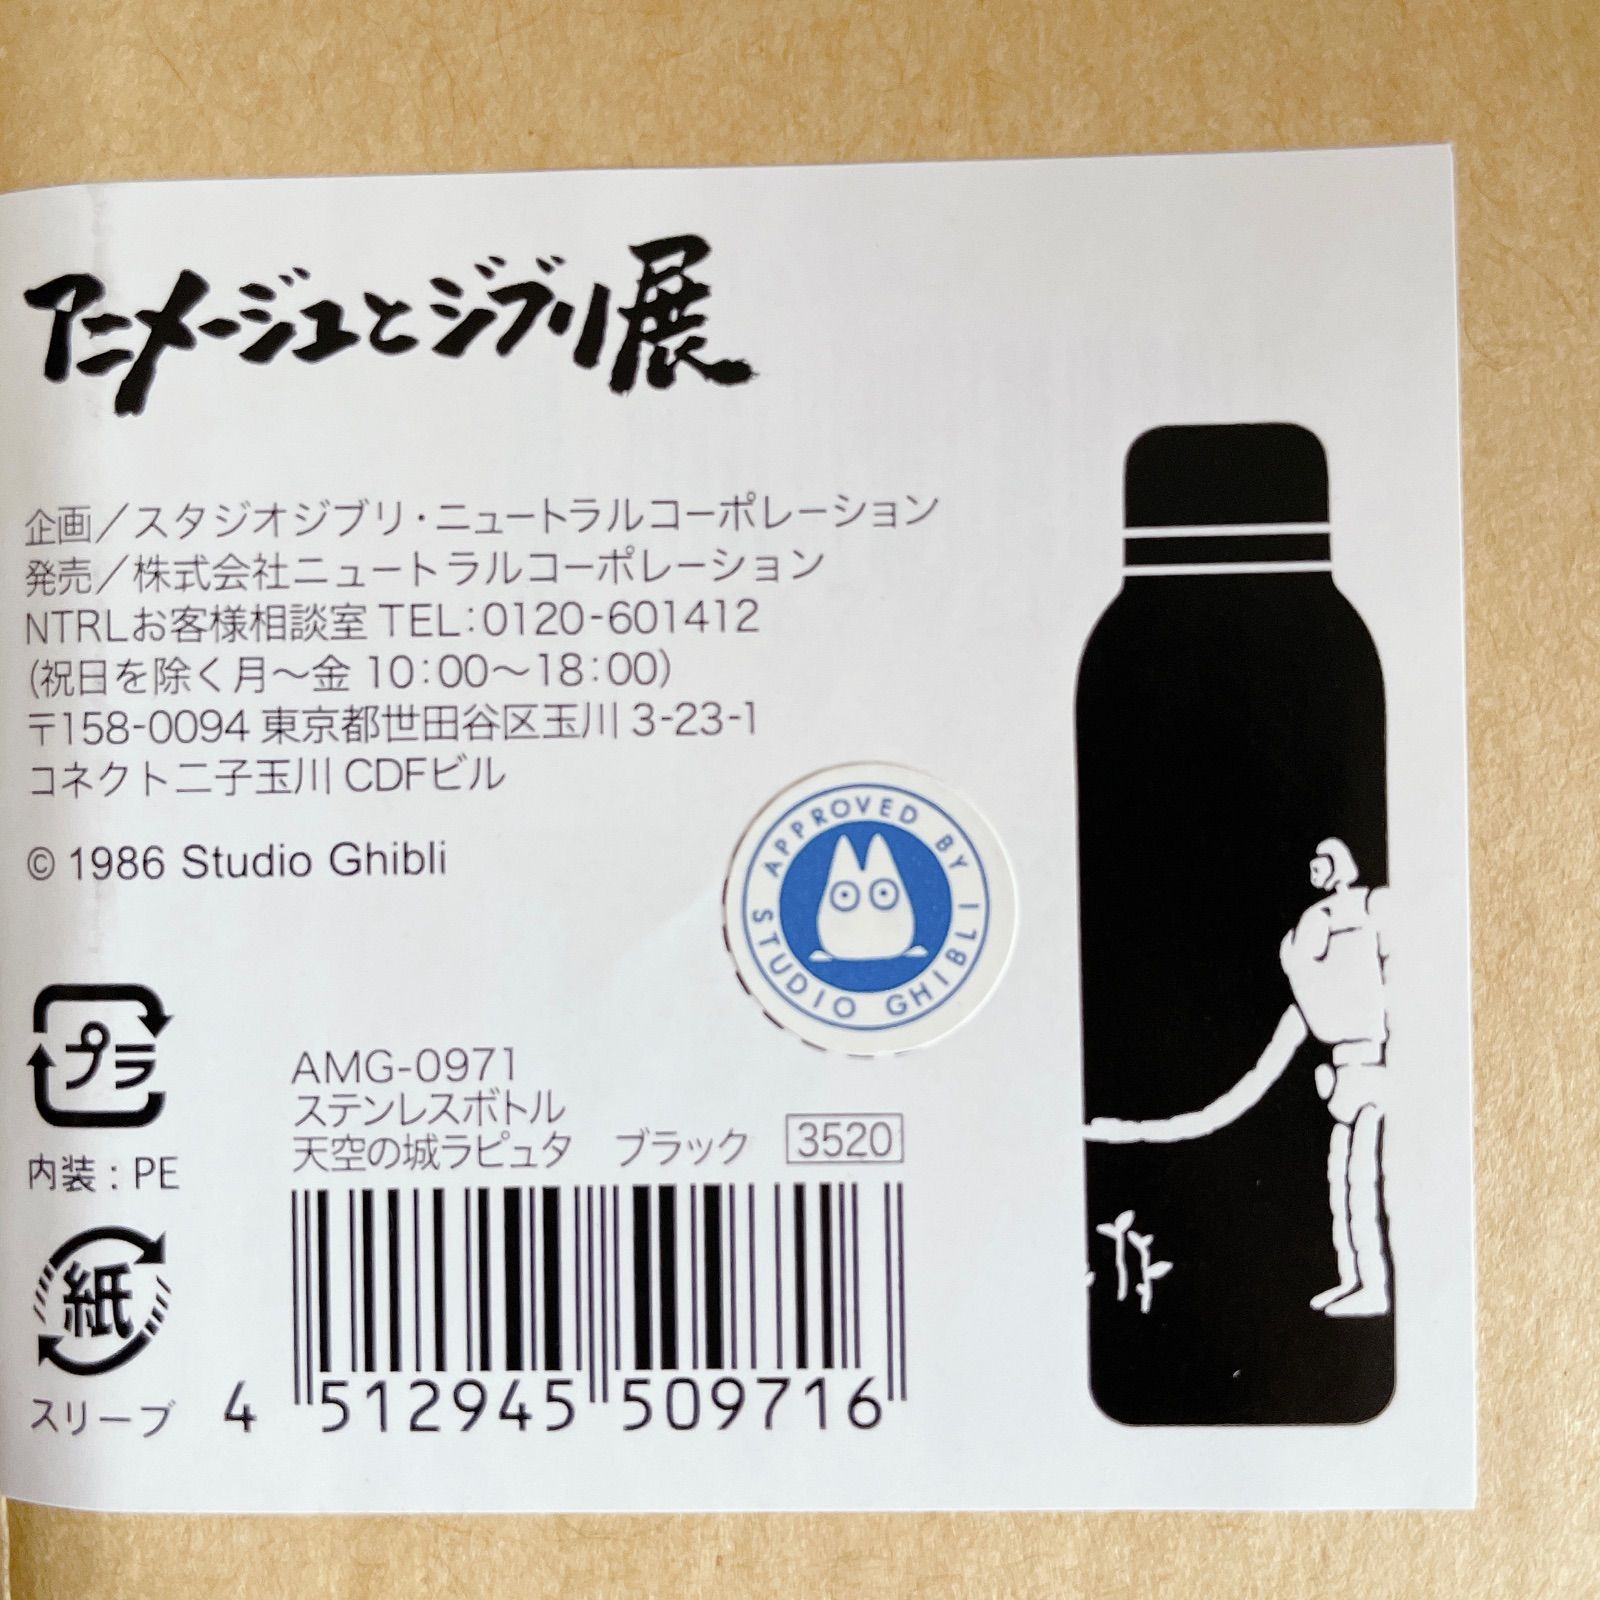 アニメージュとジブリ展
企画／スタジオジブリ・ニュートラルコーポレーション
発売／株式会社ニュートラルコーポレーション
NTRLお客様相談室 TEL:0120-601412
(祝日を除く月～金 10:00～18:00)
〒158-0094 東京都世田谷区玉川 3-23-1
コネクト二子玉川 CDFビル
© 1986 Studio Ghibli
APPROVED BY
STUDIO GHIBLI
プラ
内装：PE
紙
スリーブ
AMG-0971
ステンレスボトル
天空の城ラピュタ　ブラック 3520
4 512945 509716